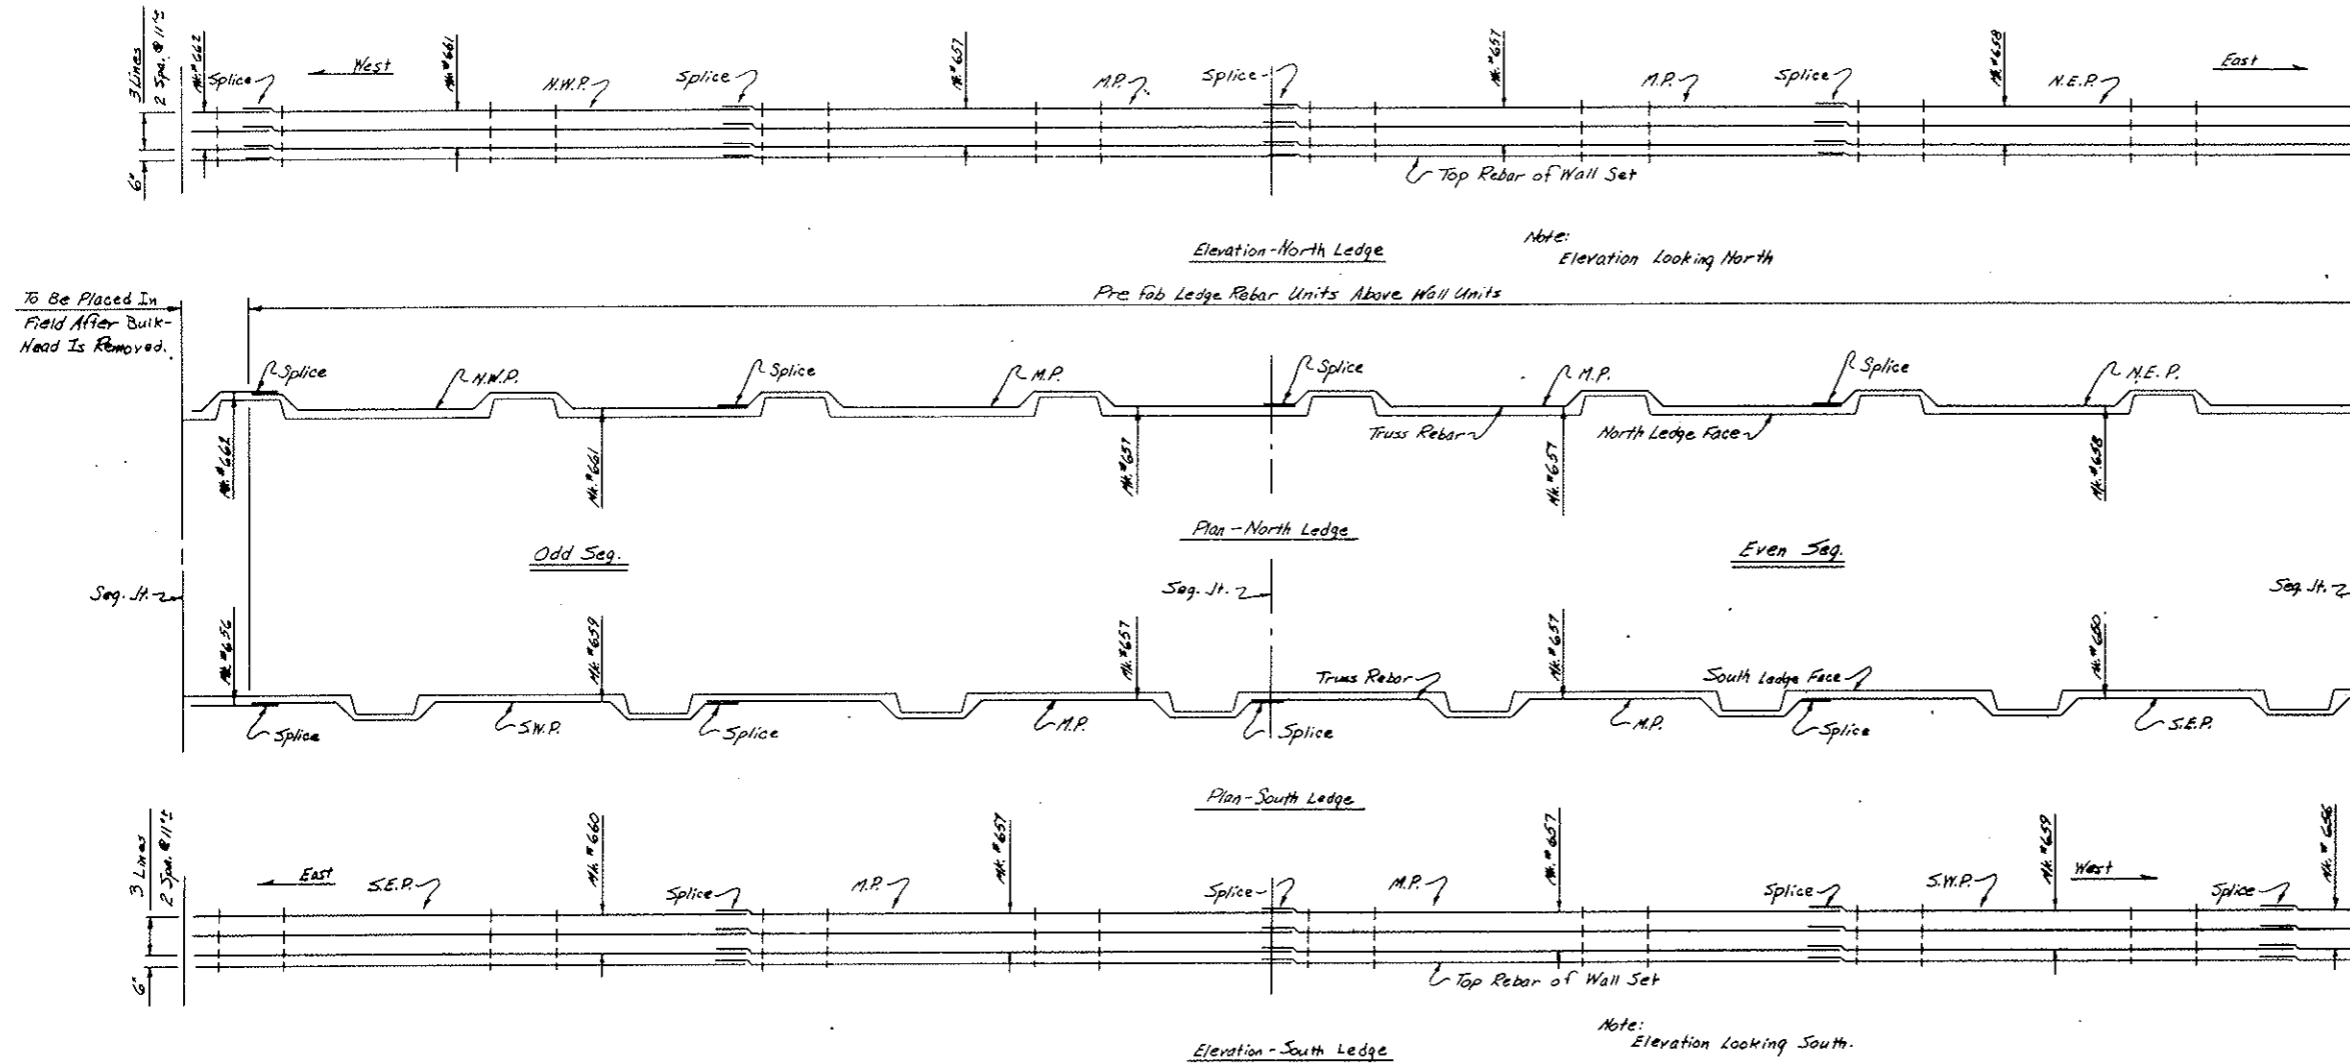 3 Lines
2 Spa. @ 11"±
Mk. #662
Splice
West
Mk. #661
N.W.P.
Splice
Mk. #657
M.P.
Splice
Mk. #657
M.P.
Splice
Mk. #658
N.E.P.
East
6"
Top Rebar of Wall Set
Elevation-North Ledge
Note:
Elevation Looking North
To Be Placed In
Field After Bulk-
Head Is Removed.
Pre Fab Ledge Rebar Units Above Wall Units
Splice
N.W.P.
Splice
M.P.
Splice
M.P.
Splice
N.E.P.
Truss Rebar
North Ledge Face
Mk. #662
Mk. #661
Mk. #657
Mk. #657
Mk. #658
Plan-North Ledge
Odd Seg.
Even Seg.
Seg. Jt.
Seg. Jt.
Seg. Jt.
Mk. #656
Mk. #659
Mk. #657
Mk. #657
Truss Rebar
South Ledge Face
Splice
S.W.P.
Splice
M.P.
Splice
M.P.
Splice
S.E.P.
Plan-South Ledge
3 Lines
2 Spa. @ 11"±
East
S.E.P.
Mk. #660
Splice
M.P.
Mk. #657
Splice
M.P.
Mk. #657
Splice
S.W.P.
Mk. #659
West
Splice
Mk. #656
6"
Top Rebar of Wall Set
Note:
Elevation Looking South.
Elevation-South Ledge